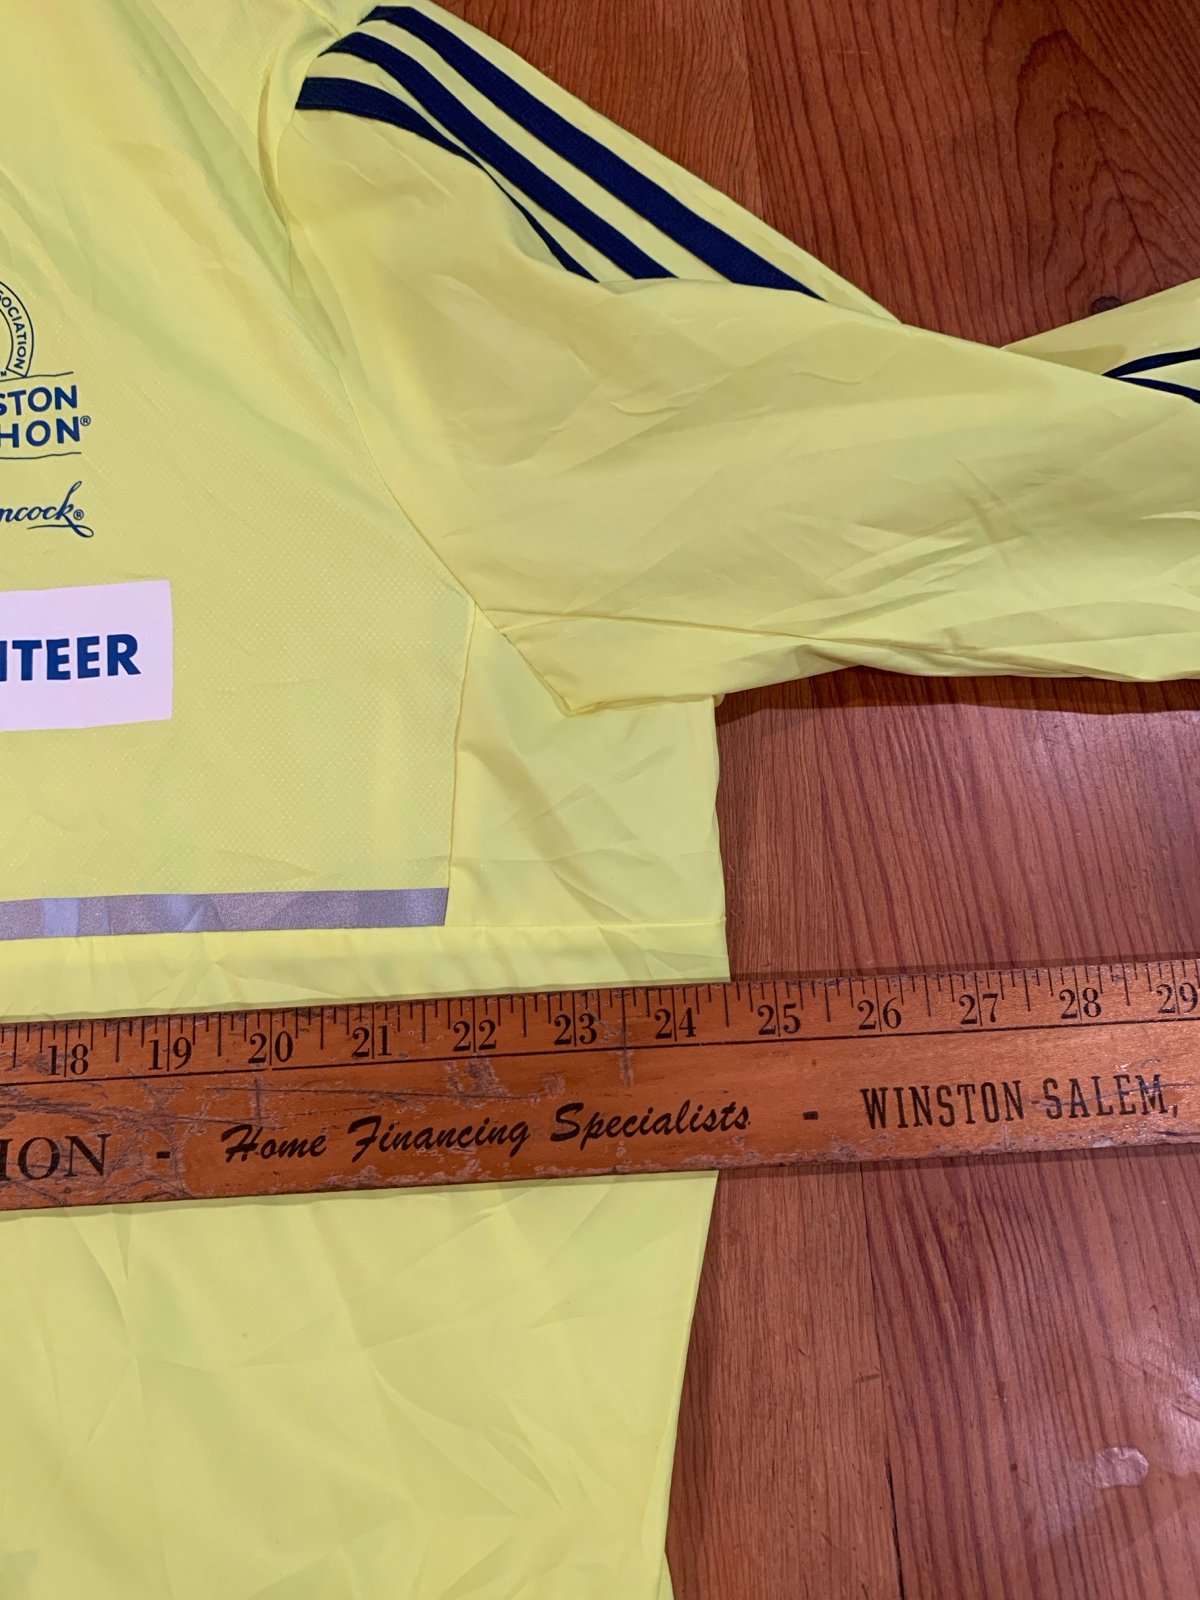 SOCIATION
STON
HON®
ncock®
ITEER
18 19 20 21 22 23 24 25 26 27 28 29
ION - Home Financing Specialists - WINSTON-SALEM,